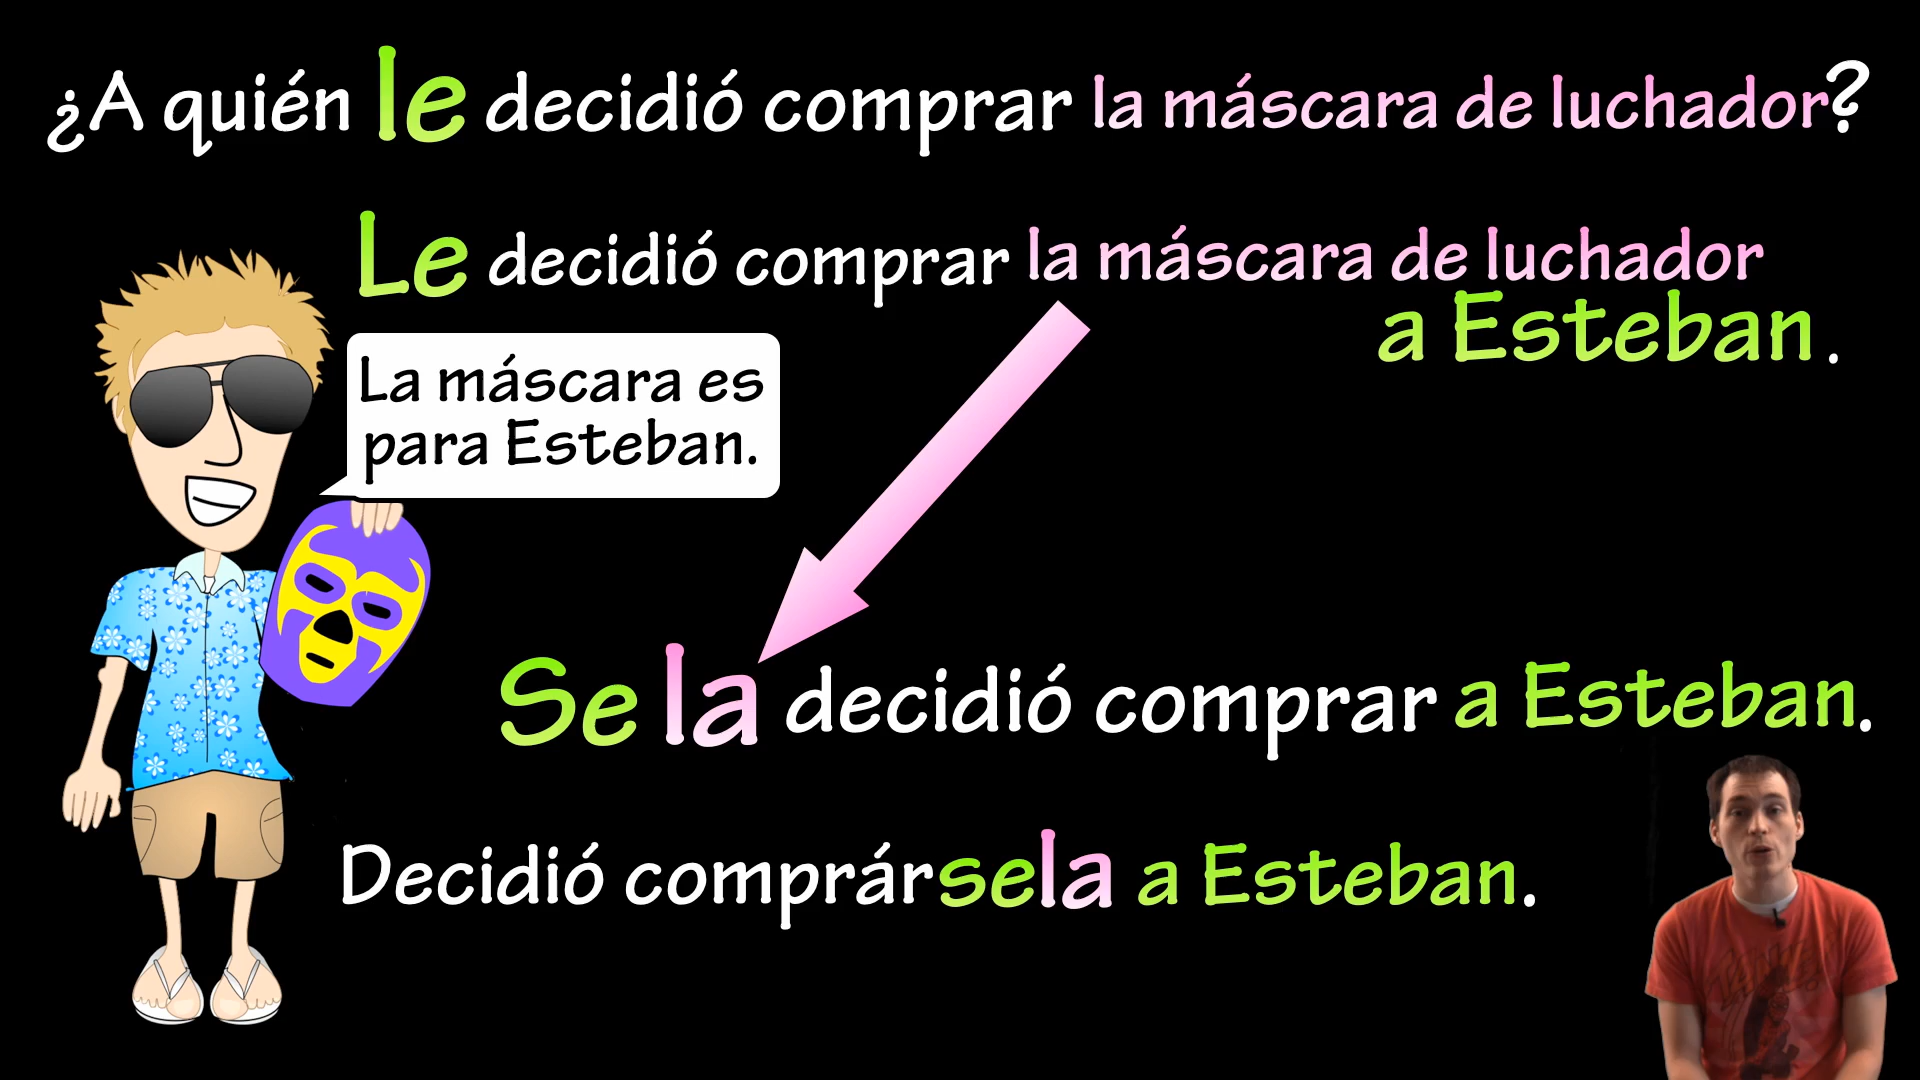 ¿A quién le decidió comprar la máscara de luchador?
Le decidió comprar la máscara de luchador
a Esteban.
La máscara es
para Esteban.
Se la decidió comprar a Esteban.
Decidió comprársela a Esteban.